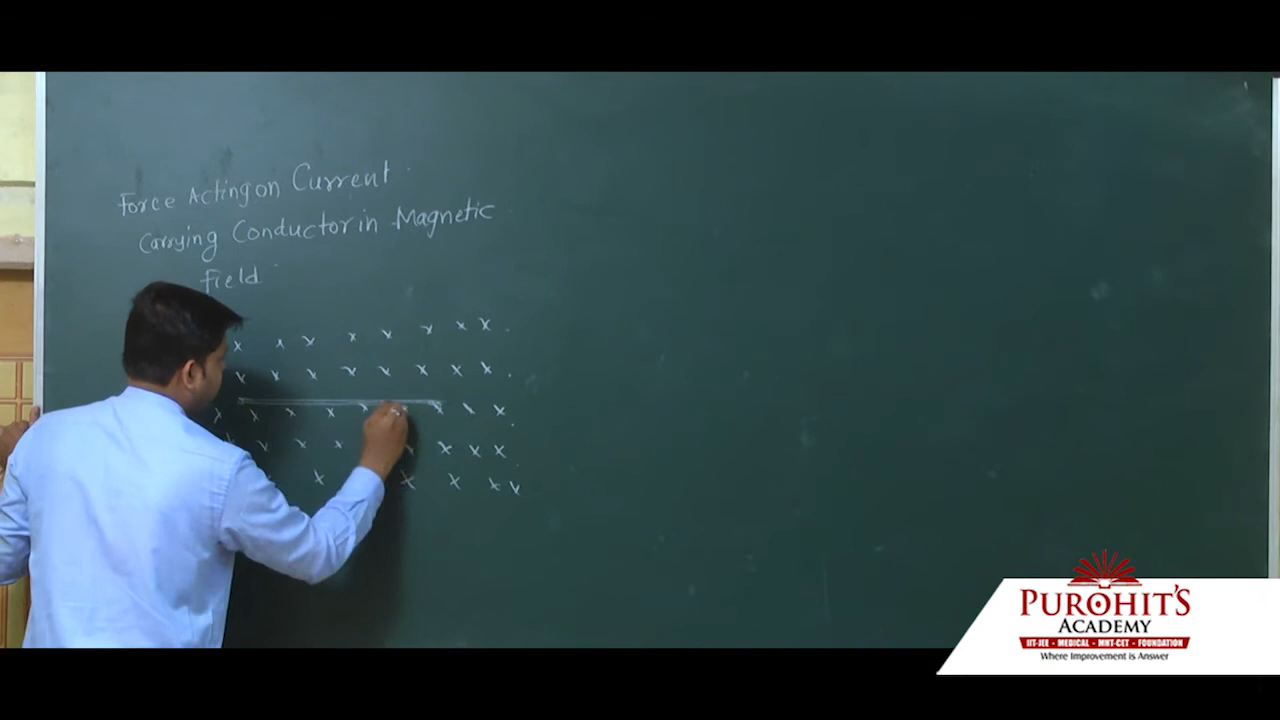 Force Acting on Current
Carrying Conductor in Magnetic
field
x x x x x x x x .
x x x x x x x x .
x x x x x x x x
x x x x x x x
x x x x x
PUROHIT'S
ACADEMY
IIT-JEE - MEDICAL - MHT-CET - FOUNDATION
Where Improvement is Answer